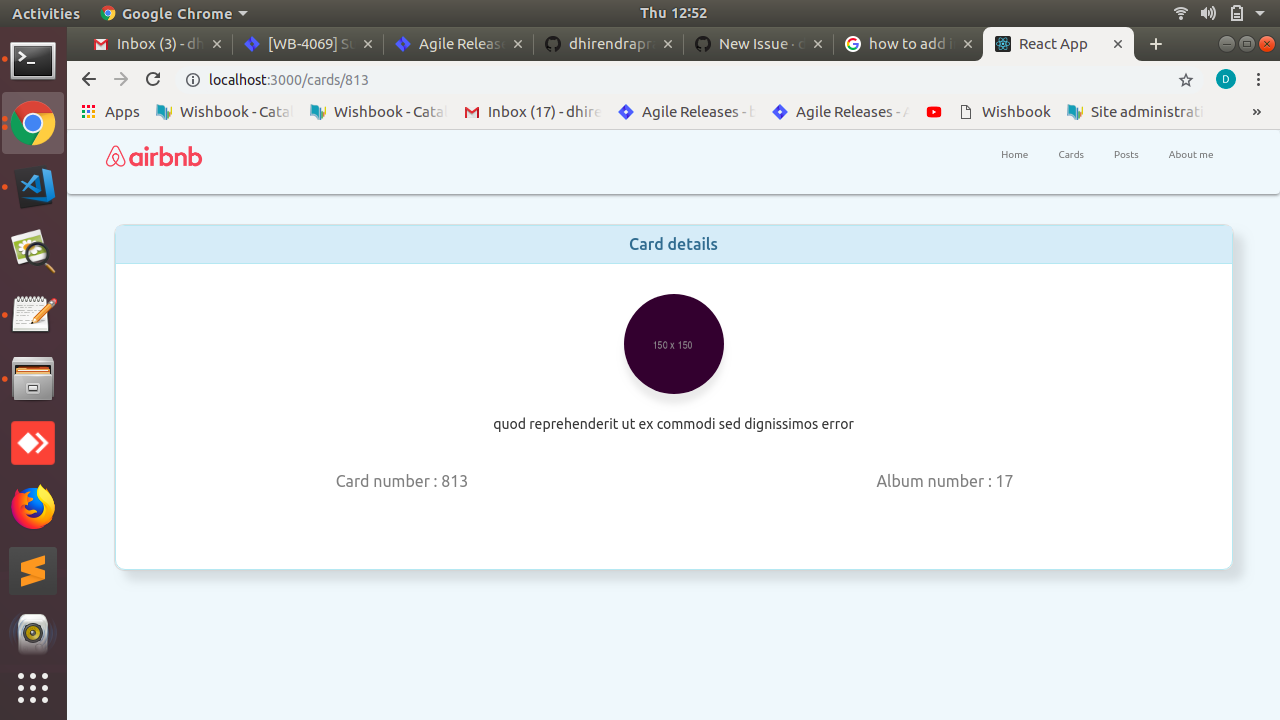 Activities Google Chrome Thu 12:52
Inbox (3) - dh [WB-4069] Su Agile Releas dhirendrapra New Issue · d how to add i React App
localhost:3000/cards/813 D
Apps Wishbook - Catal Wishbook - Catal Inbox (17) - dhire Agile Releases - b Agile Releases - A Wishbook Site administrati »
airbnb Home Cards Posts About me
Card details
150 x 150
quod reprehenderit ut ex commodi sed dignissimos error
Card number : 813 Album number : 17